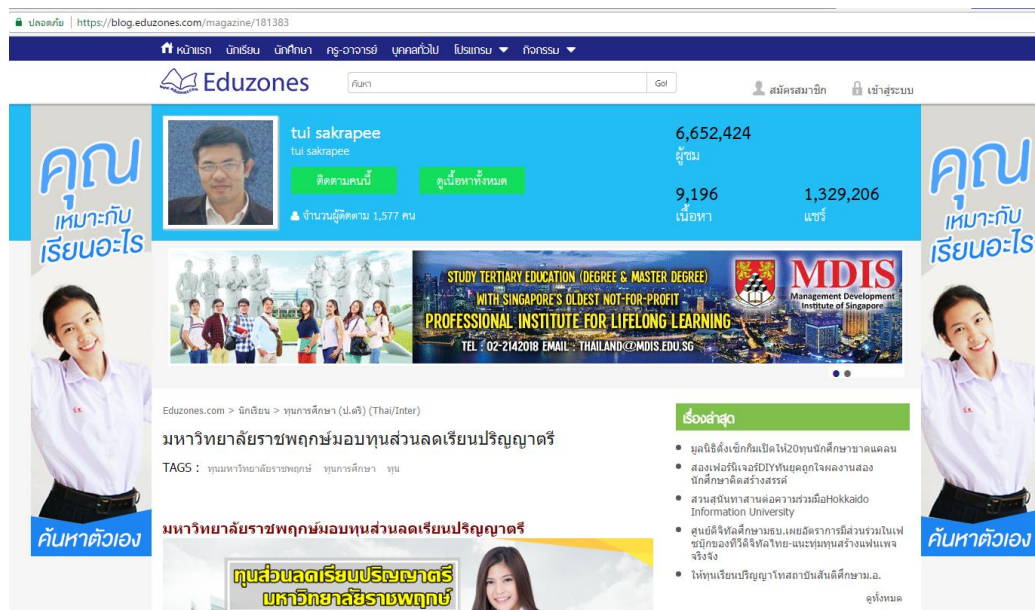 ปลอดภัย | https://blog.eduzones.com/magazine/181383
หน้าแรก นักเรียน นักศึกษา ครู-อาจารย์ บุคคลทั่วไป โปรแกรม กิจกรรม
Eduzones
ค้นหา
Go!
สมัครสมาชิก
เข้าสู่ระบบ
คุณ
เหมาะกับ
เรียนอะไร
ค้นหาตัวเอง
tui sakrapee
tui sakrapee
ติดตามคนนี้
ดูเนื้อหาทั้งหมด
จำนวนผู้ติดตาม 1,577 คน
6,652,424
ผู้ชม
9,196
เนื้อหา
1,329,206
แชร์
STUDY TERTIARY EDUCATION (DEGREE & MASTER DEGREE)
WITH SINGAPORE'S OLDEST NOT-FOR-PROFIT
PROFESSIONAL INSTITUTE FOR LIFELONG LEARNING
TEL : 02-2142018 EMAIL : THAILAND@MDIS.EDU.SG
MDIS
Management Development
Institute of Singapore
Eduzones.com > นักเรียน > ทุนการศึกษา (ป.ตรี) (Thai/Inter)
มหาวิทยาลัยราชพฤกษ์มอบทุนส่วนลดเรียนปริญญาตรี
TAGS : ทุนมหาวิทยาลัยราชพฤกษ์ ทุนการศึกษา ทุน
มหาวิทยาลัยราชพฤกษ์มอบทุนส่วนลดเรียนปริญญาตรี
ทุนส่วนลดเรียนปริญญาตรี
มหาวิทยาลัยราชพฤกษ์
เรื่องล่าสุด
มูลนิธิตั้งเซ็กกิมเปิดให้20ทุนนักศึกษาขาดแคลน
สองเฟอร์นิเจอร์DIYทันยุคถูกใจผลงานสอง
นักศึกษาคิดสร้างสรรค์
สวนสุนันทาสานต่อความร่วมมือHokkaido
Information University
ศูนย์ดิจิทัลศึกษามธบ.เผยอัตราการมีส่วนร่วมในเฟ
ซบุ๊กของทีวีดิจิทัลไทย-แนะทุ่มทุนสร้างแฟนเพจ
จริงจัง
ให้ทุนเรียนปริญญาโทสถาบันสันติศึกษาม.อ.
ดูทั้งหมด
คุณ
เหมาะกับ
เรียนอะไร
ค้นหาตัวเอง